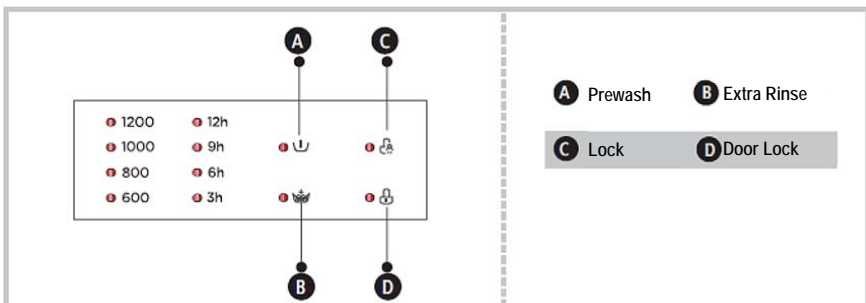 A C
1200 12h
1000 9h
800 6h
600 3h
B D
A Prewash B Extra Rinse
C Lock D Door Lock